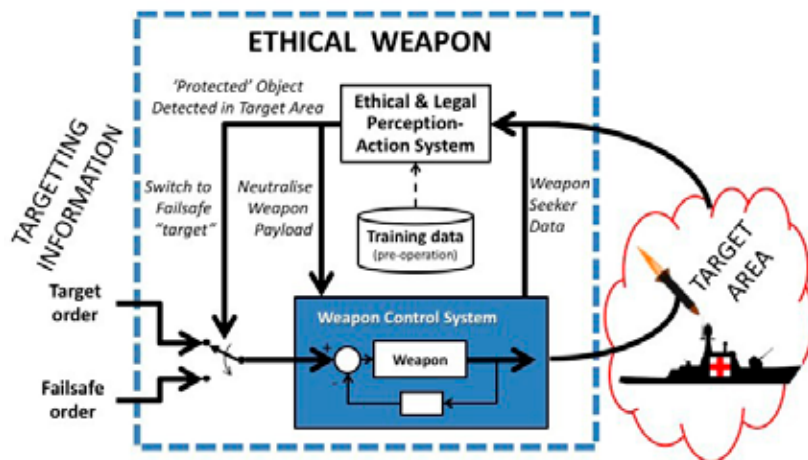 ETHICAL WEAPON
'Protected' Object
Detected in Target Area
Ethical & Legal
Perception-
Action System
TARGETTING
INFORMATION
Switch to
Failsafe
"target"
Neutralise
Weapon
Payload
Weapon
Seeker
Data
Training data
(pre-operation)
TARGET
AREA
Target
order
Weapon Control System
+
Weapon
-
-
Failsafe
order